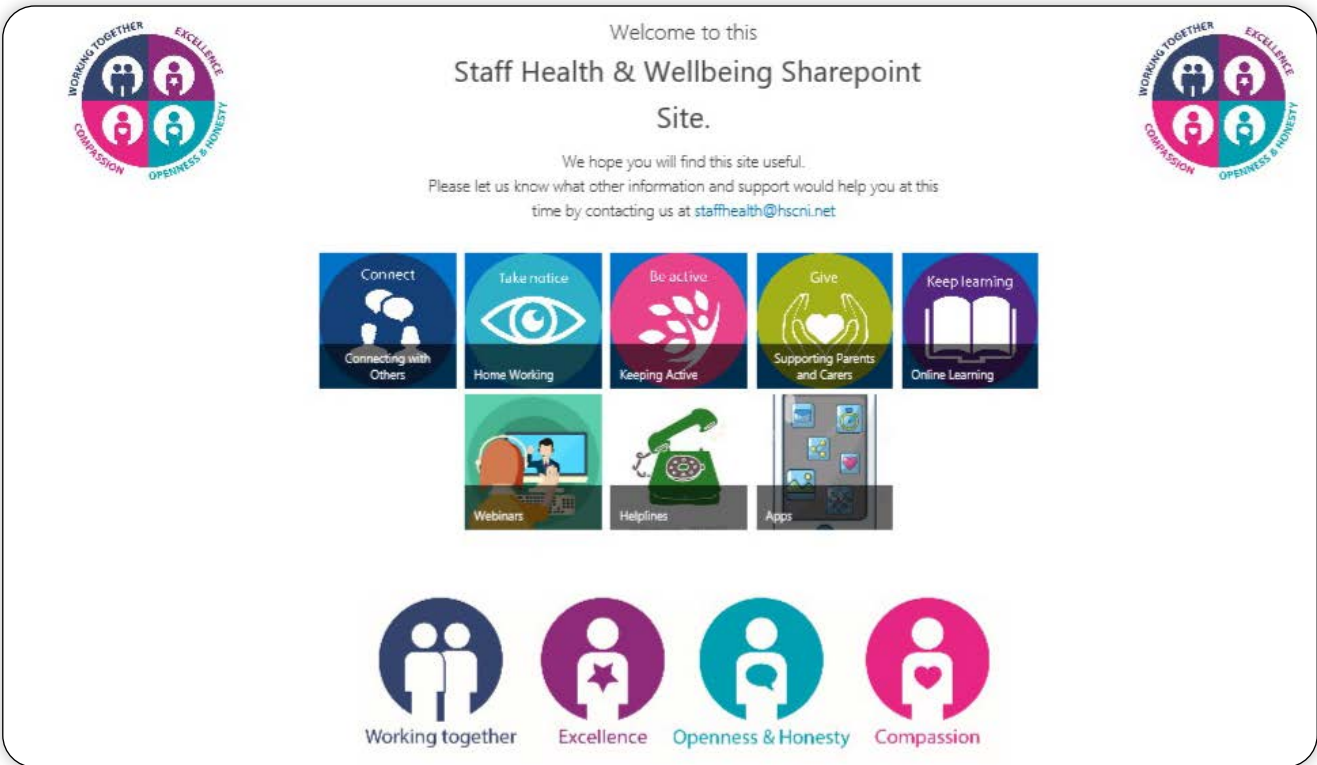 WORKING TOGETHER
EXCELLENCE
COMPASSION
OPENNESS & HONESTY
Welcome to this
Staff Health & Wellbeing Sharepoint
Site.
We hope you will find this site useful.
Please let us know what other information and support would help you at this
time by contacting us at staffhealth@hscni.net
WORKING TOGETHER
EXCELLENCE
COMPASSION
OPENNESS & HONESTY
Connect
Connecting with
Others
Take notice
Home Working
Be active
Keeping Active
Give
Supporting Parents
and Carers
Keep learning
Online Learning
Webinars
Helplines
Apps
Working together
Excellence
Openness & Honesty
Compassion